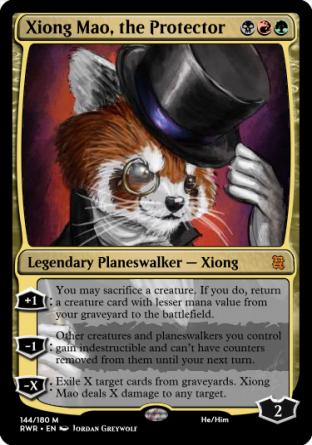 Xiong Mao, the Protector
Legendary Planeswalker — Xiong
+1
You may sacrifice a creature. If you do, return
a creature card with lesser mana value from
your graveyard to the battlefield.
-1
Other creatures and planeswalkers you control
gain indestructible and can't have counters
removed from them until your next turn.
-X
Exile X target cards from graveyards. Xiong
Mao deals X damage to any target.
2
144/180 M
He/Him
RWR • EN Jordan Greywolf